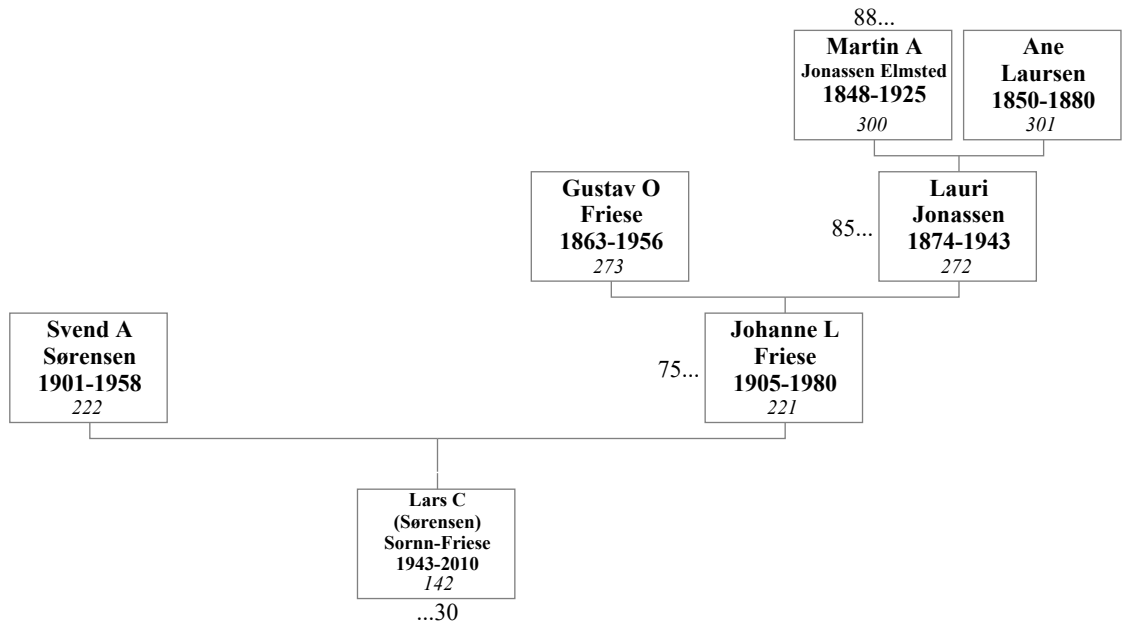 88...
Martin A
Jonassen Elmsted
1848-1925
300
Ane
Laursen
1850-1880
301
Gustav O
Friese
1863-1956
273
85...
Lauri
Jonassen
1874-1943
272
Svend A
Sørensen
1901-1958
222
75...
Johanne L
Friese
1905-1980
221
Lars C
(Sørensen)
Sornn-Friese
1943-2010
142
...30